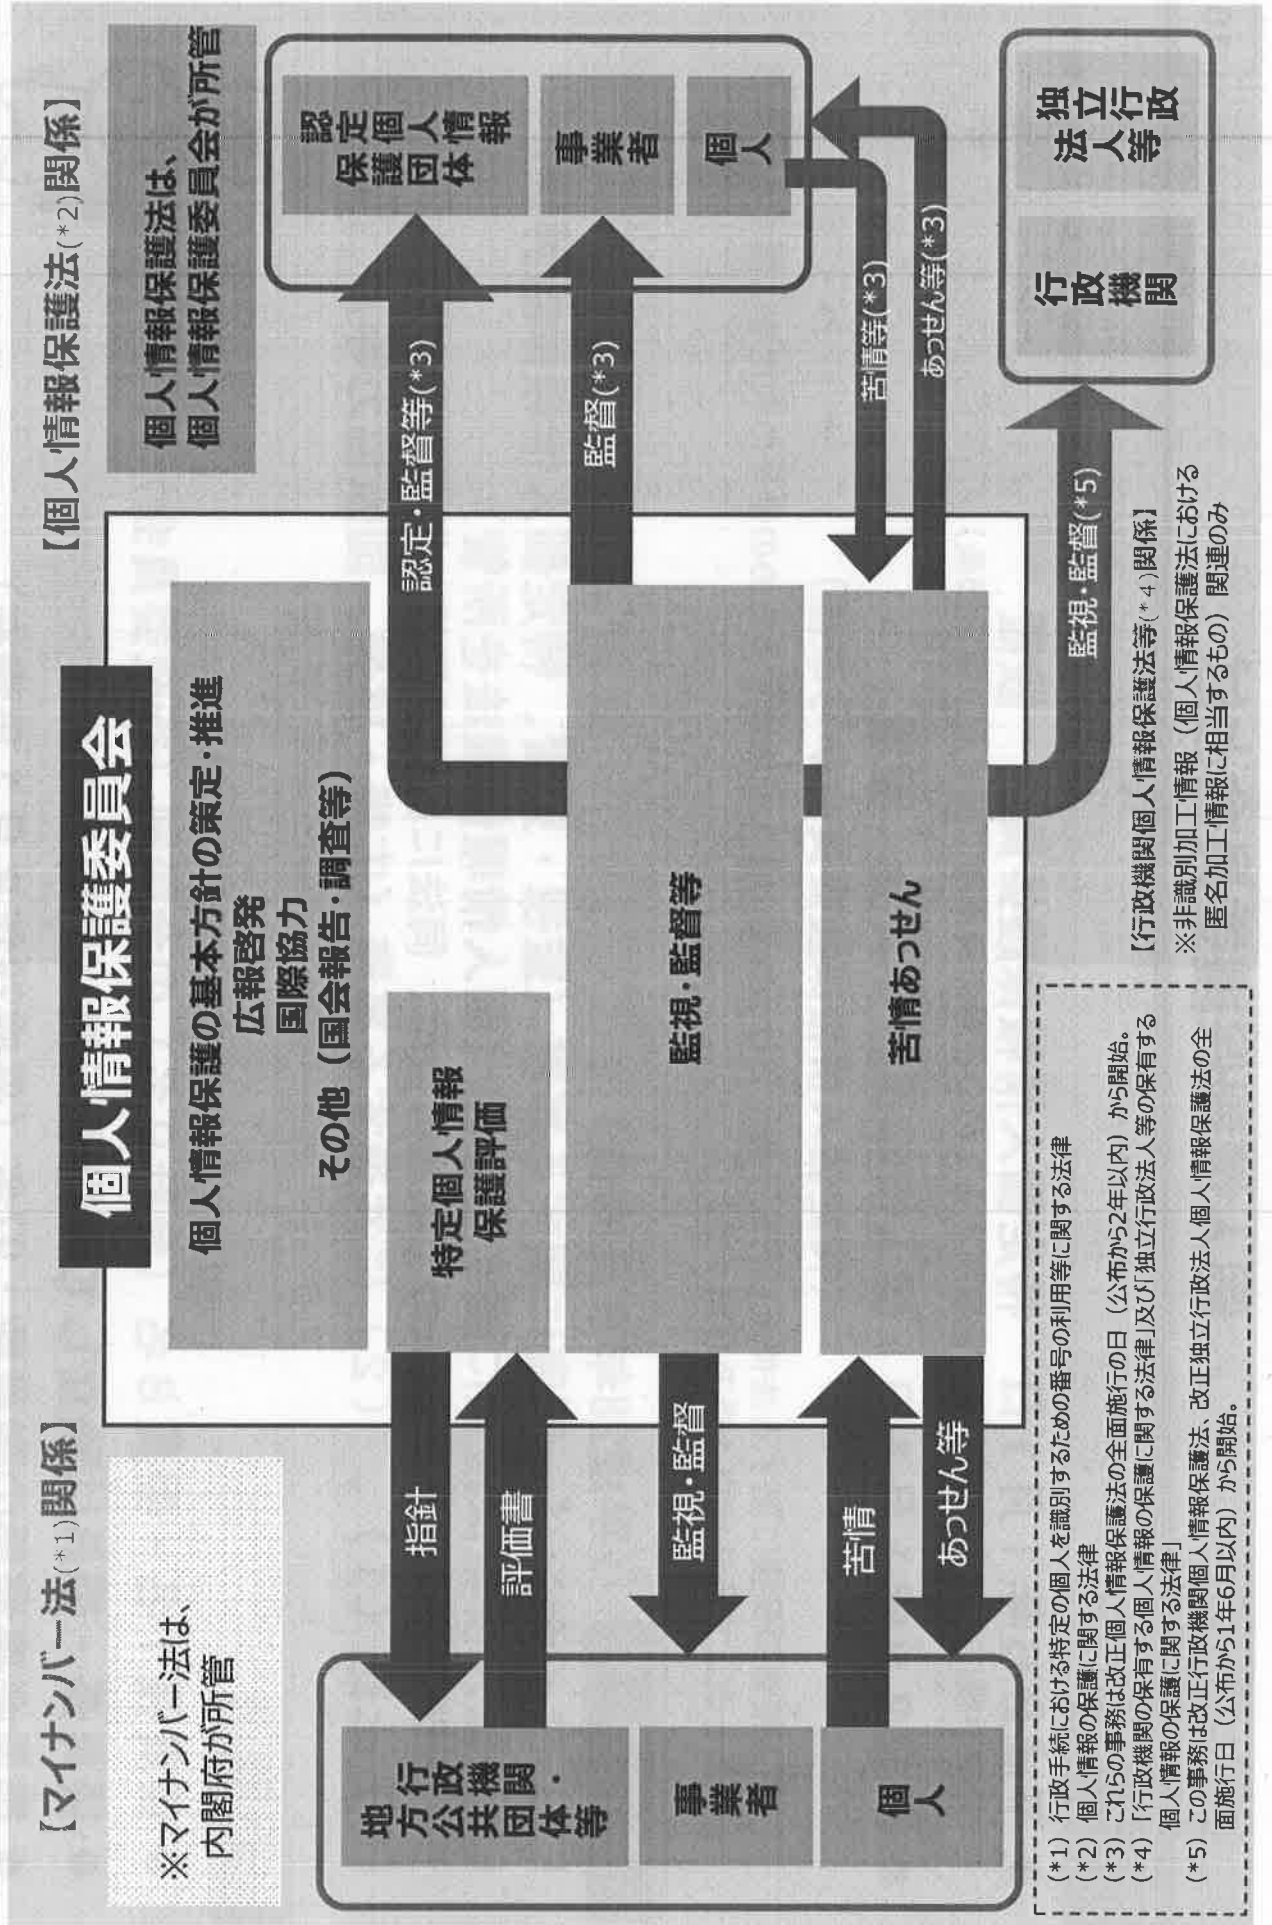 個人情報保護委員会
【マイナンバー法(*1)関係】
※マイナンバー法は、
内閣府が所管
行政機関・
地方公共団体等
事業者
個人
指針
評価書
監視・監督
苦情
あっせん等
個人情報保護の基本方針の策定・推進
広報啓発
国際協力
その他（国会報告・調査等）
特定個人情報
保護評価
監視・監督等
苦情あっせん
【個人情報保護法(*2)関係】
個人情報保護法は、
個人情報保護委員会が所管
認定・監督等(*3)
監督(*3)
苦情等(*3)
あっせん等(*3)
認定個人情報
保護団体
事業者
個人
監視・監督(*5)
行政機関
独立行政
法人等
【行政機関個人情報保護法等(*4)関係】
※非識別加工情報（個人情報保護法における
匿名加工情報に相当するもの）関連のみ
(*1) 行政手続における特定の個人を識別するための番号の利用等に関する法律
(*2) 個人情報の保護に関する法律
(*3) これらの事務は改正個人情報保護法の全面施行の日（公布から2年以内）から開始。
(*4) 「行政機関の保有する個人情報の保護に関する法律」及び「独立行政法人等の保有する
個人情報の保護に関する法律」
(*5) この事務は改正行政機関個人情報保護法、改正独立行政法人個人情報保護法の全
面施行日（公布から1年6月以内）から開始。